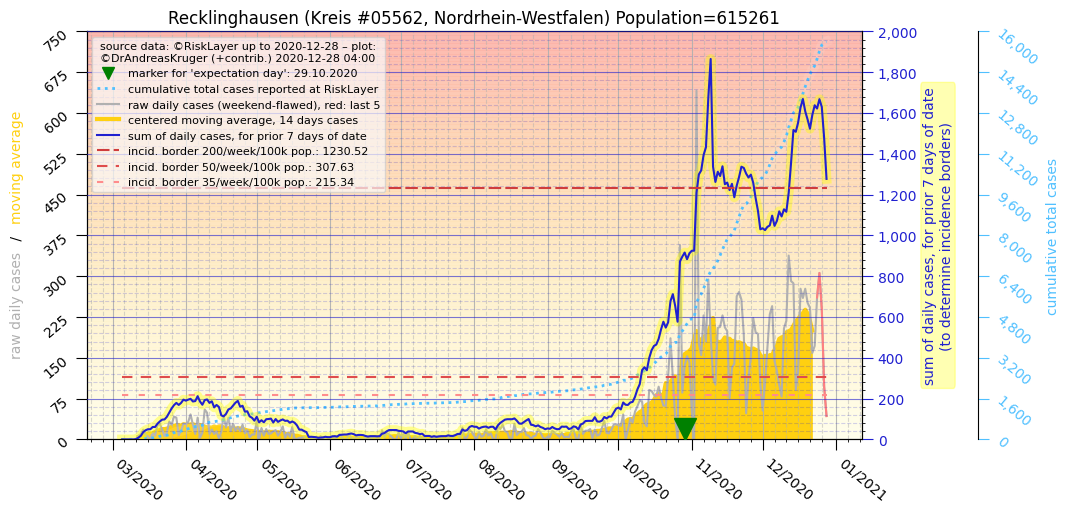 Recklinghausen (Kreis #05562, Nordrhein-Westfalen) Population=615261
source data: ©RiskLayer up to 2020-12-28 – plot:
©DrAndreasKruger (+contrib.) 2020-12-28 04:00
marker for 'expectation day': 29.10.2020
cumulative total cases reported at RiskLayer
raw daily cases (weekend-flawed), red: last 5
centered moving average, 14 days cases
sum of daily cases, for prior 7 days of date
incid. border 200/week/100k pop.: 1230.52
incid. border 50/week/100k pop.: 307.63
incid. border 35/week/100k pop.: 215.34
raw daily cases / moving average
750
675
600
525
450
375
300
225
150
75
0
03/2020
04/2020
05/2020
06/2020
07/2020
08/2020
09/2020
10/2020
11/2020
12/2020
01/2021
2,000
1,800
1,600
1,400
1,200
1,000
800
600
400
200
0
sum of daily cases, for prior 7 days of date
(to determine incidence borders)
16,000
14,400
12,800
11,200
9,600
8,000
6,400
4,800
3,200
1,600
0
cumulative total cases